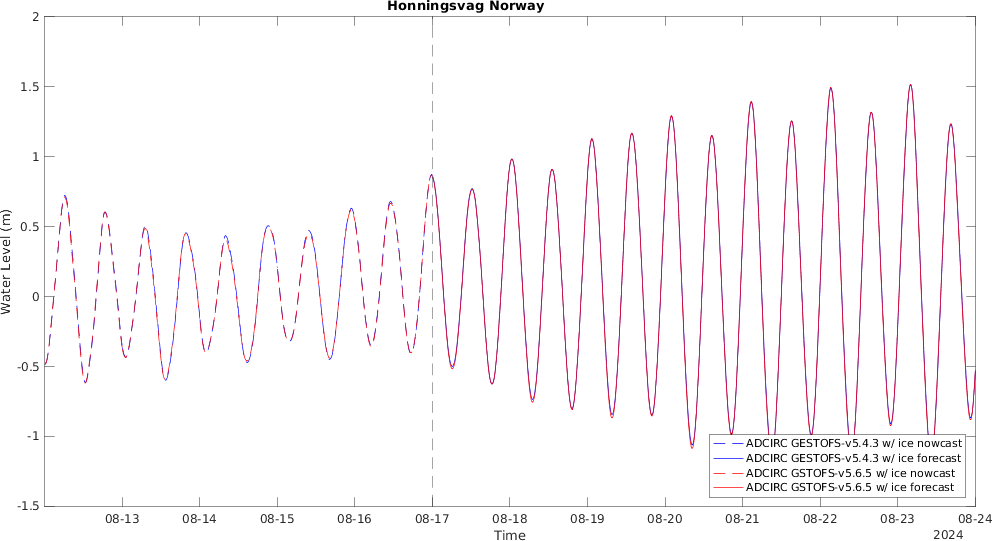 Honningsvag Norway
2
1.5
1
0.5
0
-0.5
-1
-1.5
Water Level (m)
08-13 08-14 08-15 08-16 08-17 08-18 08-19 08-20 08-21 08-22 08-23 08-24
Time
2024
ADCIRC GESTOFS-v5.4.3 w/ ice nowcast
ADCIRC GESTOFS-v5.4.3 w/ ice forecast
ADCIRC GSTOFS-v5.6.5 w/ ice nowcast
ADCIRC GSTOFS-v5.6.5 w/ ice forecast